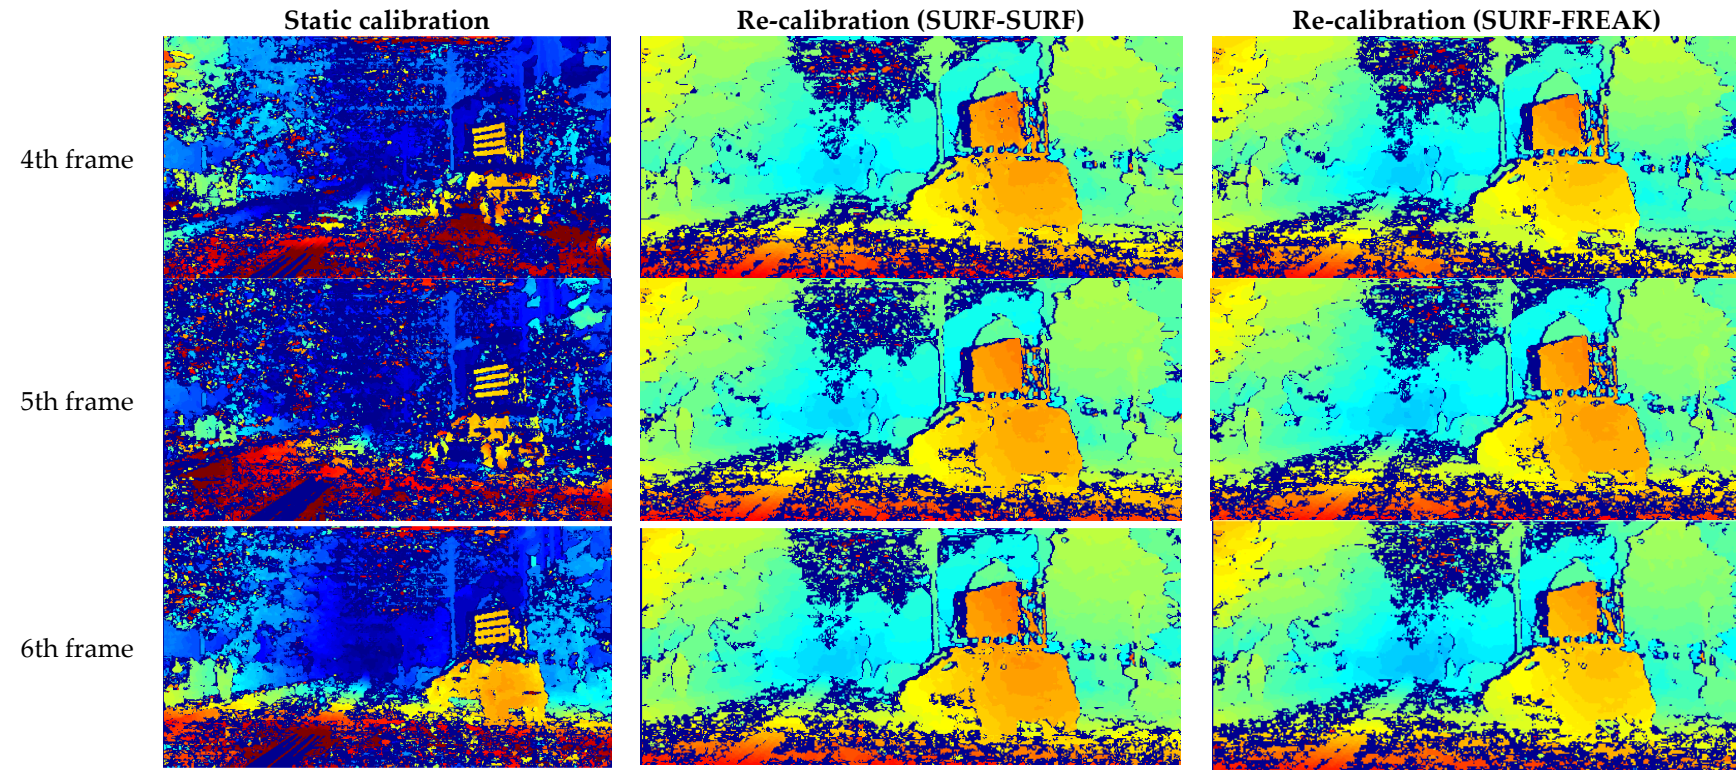 Static calibration
Re-calibration (SURF-SURF)
Re-calibration (SURF-FREAK)
4th frame
5th frame
6th frame